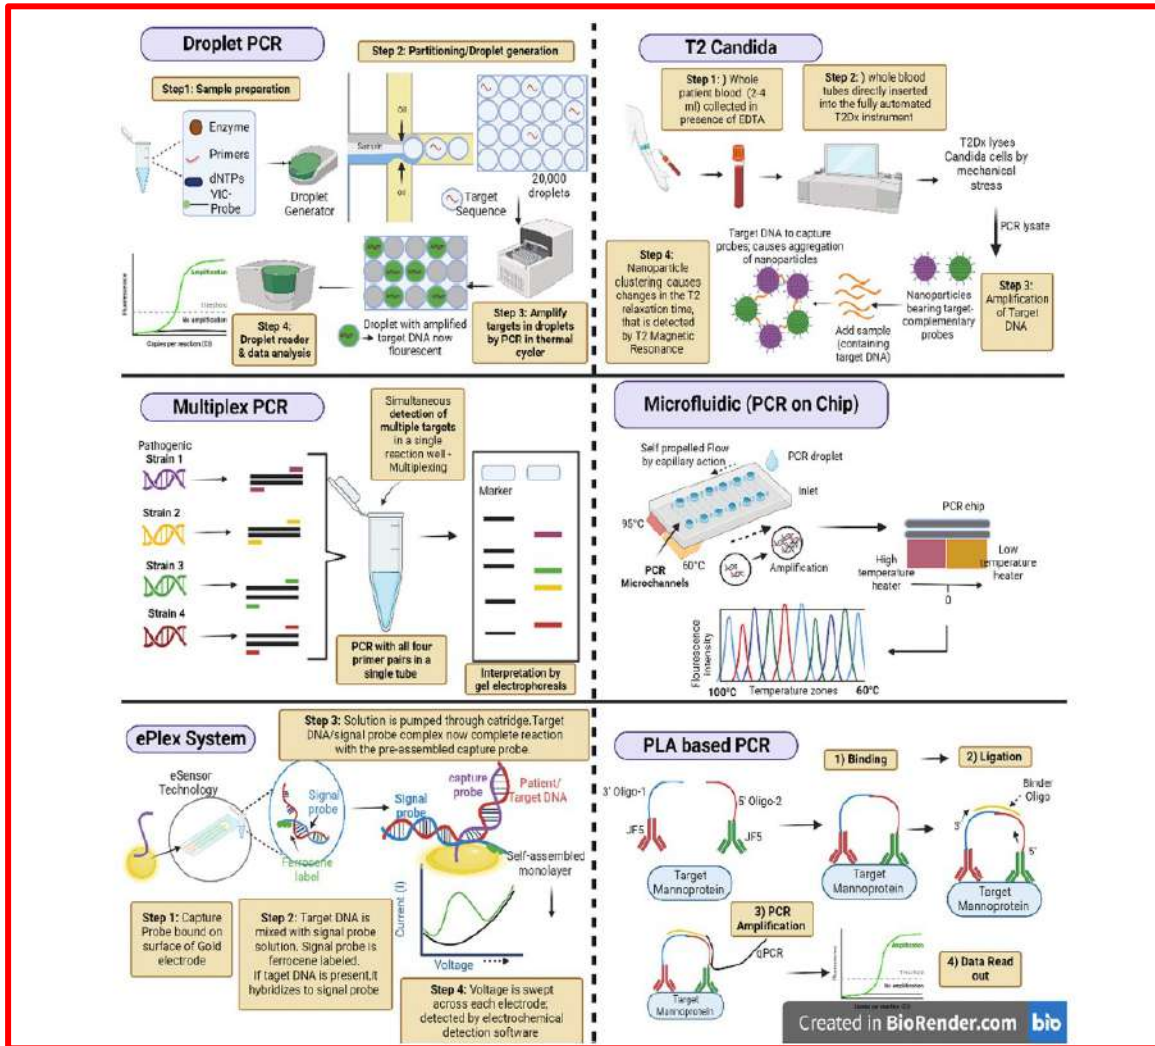 Droplet PCR
Step 2: Partitioning/Droplet generation
Step1: Sample preparation
Enzyme
Primers
dNTPs
VIC-
Probe
Droplet
Generator
Oil
Sample
Oil
20,000
droplets
Target
Sequence
Fluorescence
Amplification
Threshold
No amplification
Copies per reaction (CI)
Step 4:
Droplet reader
& data analysis
Droplet with amplified
target DNA now
flourescent
Step 3: Amplify
targets in droplets
by PCR in thermal
cycler
T2 Candida
Step 1: ) Whole
patient blood (2-4
ml) collected in
presence of EDTA
Step 2: ) whole blood
tubes directly inserted
into the fully automated
T2Dx instrument
T2Dx lyses
Candida cells by
mechanical
stress
PCR lysate
Step 3:
Amplification
of Target
DNA
Nanoparticles
bearing target-
complementary
probes
Add sample
(containing
target DNA)
Target DNA to capture
probes; causes aggregation
of nanoparticles
Step 4:
Nanoparticle
clustering causes
changes in the T2
relaxation time,
that is detected
by T2 Magnetic
Resonance
Multiplex PCR
Pathogenic
Strain 1
Strain 2
Strain 3
Strain 4
Simultaneous
detection of
multiple targets
in a single
reaction well -
Multiplexing
PCR with all four
primer pairs in a
single tube
Marker
Interpretation by
gel electrophoresis
Microfluidic (PCR on Chip)
Self propelled Flow
by capillary action
PCR droplet
Inlet
95°C
60°C
PCR
Microchannels
Amplification
PCR chip
High
temperature
heater
Low
temperature
heater
0
Flourescence
intensity
100°C
Temperature zones
60°C
ePlex System
Step 3: Solution is pumped through catridge.Target
DNA/signal probe complex now complete reaction
with the pre-assembled capture probe.
eSensor
Technology
Signal
probe
Ferrocene
label
Signal
probe
capture
probe
Patient/
Target DNA
Self-assembled
monolayer
Current (I)
Voltage
Step 1: Capture
Probe bound on
surface of Gold
electrode
Step 2: Target DNA is
mixed with signal probe
solution. Signal probe is
ferrocene labeled.
If taget DNA is present,it
hybridizes to signal probe
Step 4: Voltage is swept
across each electrode;
detected by electrochemical
detection software
PLA based PCR
1) Binding
2) Ligation
3' Oligo-1
5' Oligo-2
JF5
JF5
Target
Mannoprotein
Target
Mannoprotein
Binder
Oligo
3'
5'
Target
Mannoprotein
3) PCR
Amplification
qPCR
Target
Mannoprotein
Amplification
Threshold
No amplification
4) Data Read
out
Created in BioRender.com bio